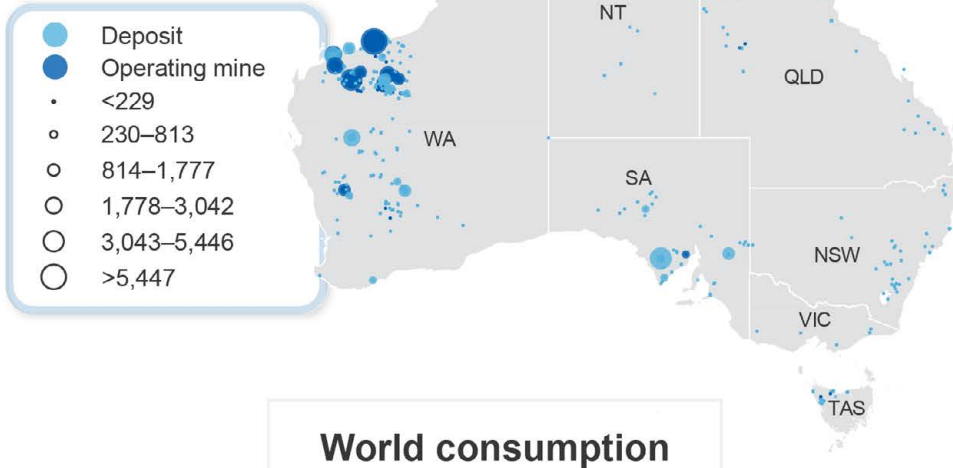 Deposit
Operating mine
<229
230–813
814–1,777
1,778–3,042
3,043–5,446
>5,447
NT
QLD
WA
SA
NSW
VIC
TAS
World consumption